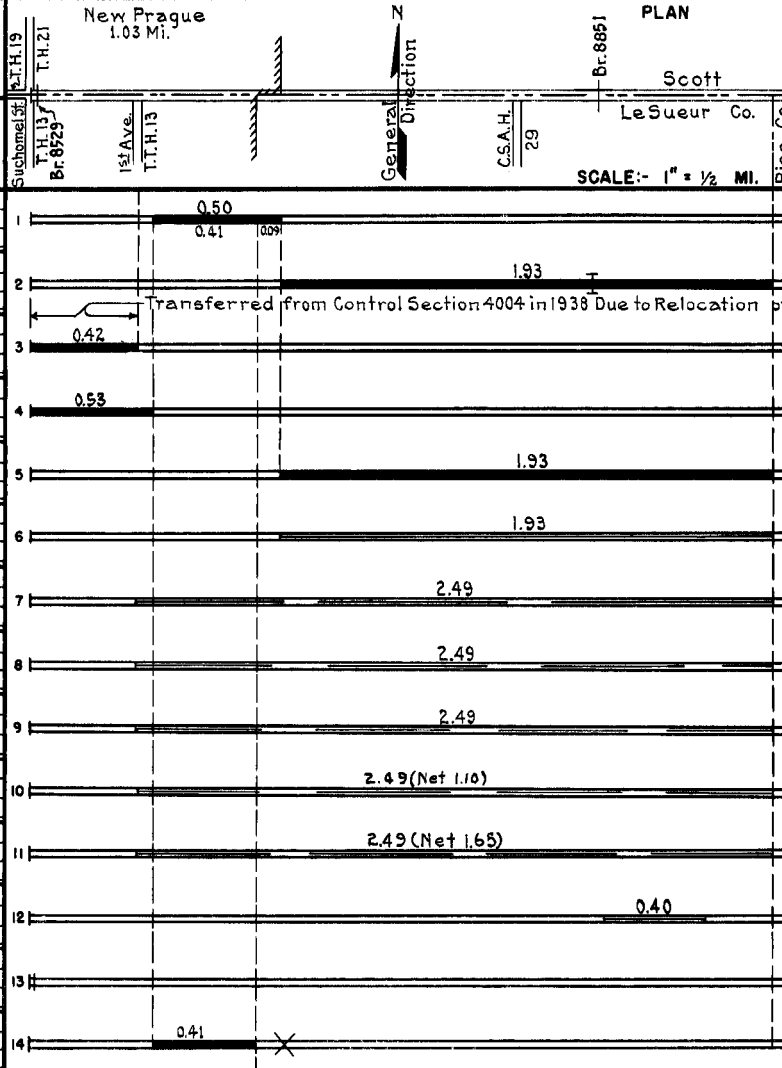 New Prague
1.03 Mi.
N
PLAN
T.H.19
T.H.21
General Direction
Br. 8851
Scott
LeSueur Co.
Suchomel St.
T.H.13
Br. 8529
1st Ave.
T.T.H.13
C.S.A.H.
29
SCALE:- 1" = ½ MI.
1
0.50
0.41
0.09
2
1.93
Transferred from Control Section 4004 in 1938 Due to Relocation
3
0.42
4
0.53
5
1.93
6
1.93
7
2.49
8
2.49
9
2.49
10
2.49 (Net 1.10)
11
2.49 (Net 1.65)
12
0.40
13
14
0.41